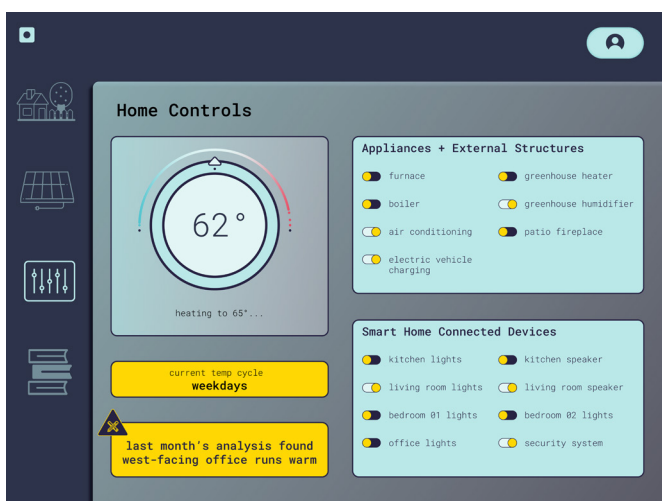 Home Controls
62°
heating to 65°...
current temp cycle
weekdays
last month's analysis found
west-facing office runs warm
Appliances + External Structures
furnace
greenhouse heater
boiler
greenhouse humidifier
air conditioning
patio fireplace
electric vehicle
charging
Smart Home Connected Devices
kitchen lights
kitchen speaker
living room lights
living room speaker
bedroom 01 lights
bedroom 02 lights
office lights
security system